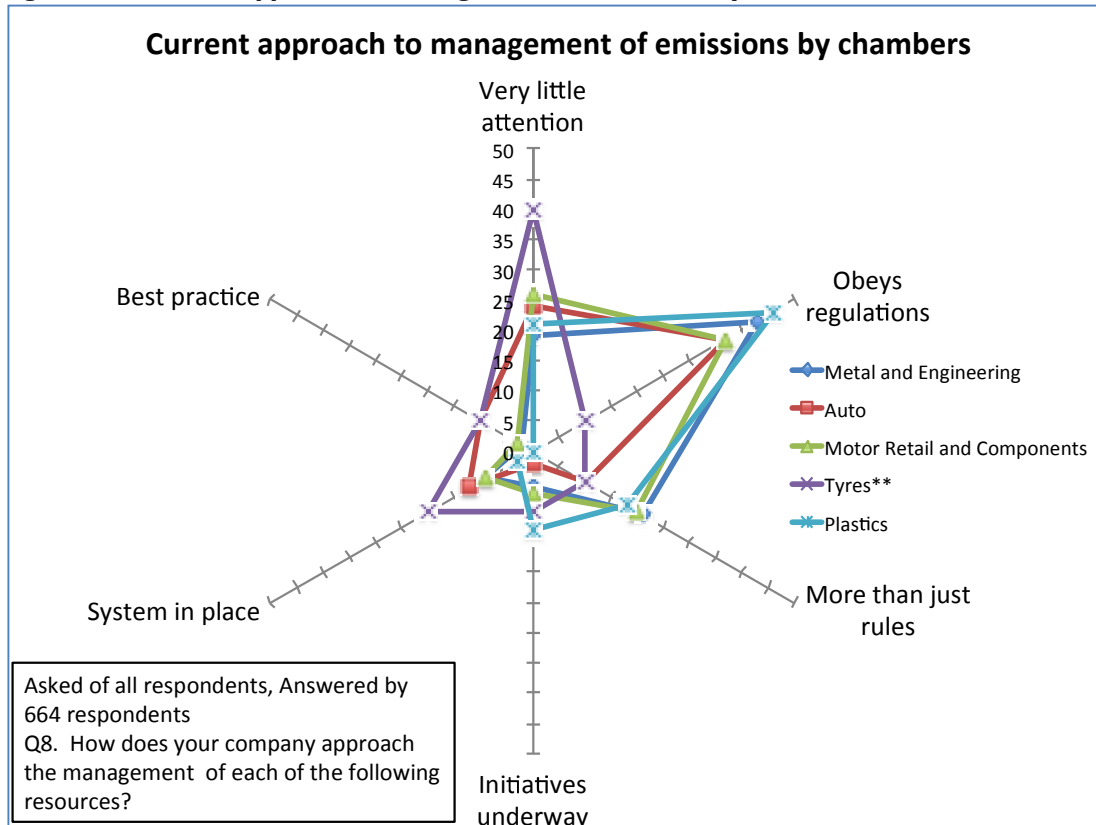 Current approach to management of emissions by chambers
Very little
attention
50
45
40
35
30
25
20
15
10
5
0
Best practice
Obeys
regulations
Metal and Engineering
Auto
Motor Retail and Components
Tyres**
Plastics
System in place
More than just
rules
Initiatives
underway
Asked of all respondents, Answered by
664 respondents
Q8. How does your company approach
the management of each of the following
resources?